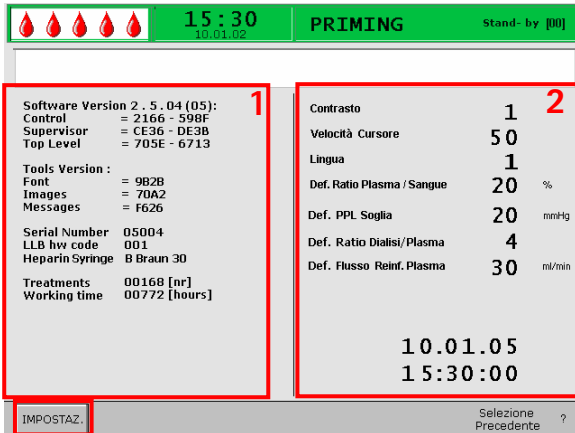 15:30
10.01.02
PRIMING
Stand- by [00]
1
Software Version 2 . 5 . 04 (05):
Control = 2166 - 598F
Supervisor = CE36 - DE3B
Top Level = 705E - 6713
Tools Version :
Font = 9B2B
Images = 70A2
Messages = F626
Serial Number 05004
LLB hw code 001
Heparin Syringe B Braun 30
Treatments 00168 [nr]
Working time 00772 [hours]
2
Contrasto 1
Velocità Cursore 50
Lingua 1
Def. Ratio Plasma / Sangue 20 %
Def. PPL Soglia 20 mmHg
Def. Ratio Dialisi/Plasma 4
Def. Flusso Reinf. Plasma 30 ml/min
10.01.05
15:30:00
IMPOSTAZ.
Selezione
Precedente ?